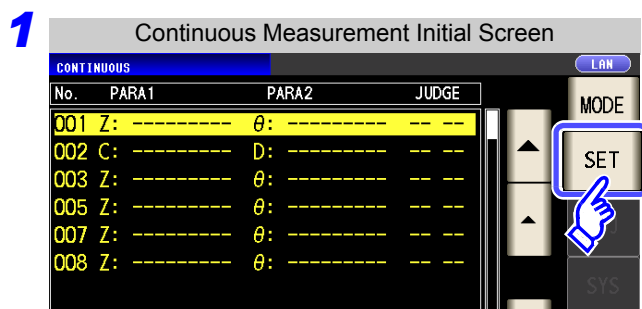 1
Continuous Measurement Initial Screen
CONTINUOUS LAN
No. PARA1 PARA2 JUDGE MODE
001 Z: --------- θ: --------- -- --
002 C: --------- D: --------- -- --
SET
003 Z: --------- θ: --------- -- --
005 Z: --------- θ: --------- -- --
007 Z: --------- θ: --------- -- --
008 Z: --------- θ: --------- -- --
SYS